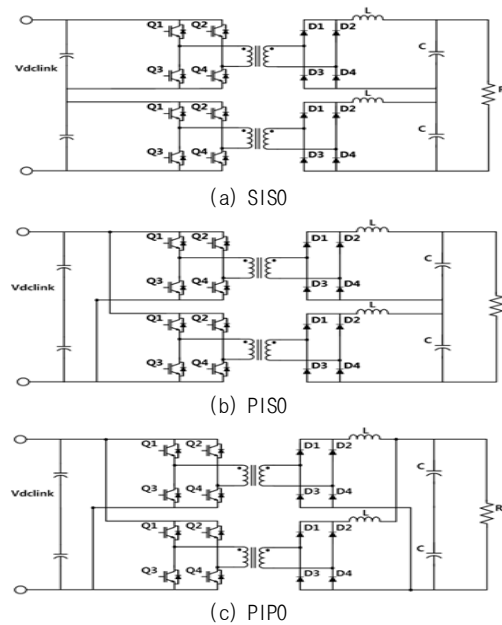 Q1 Q2 D1 D2 L
Vdclink C
Q3 Q4 D3 D4 R
Q1 Q2 D1 D2 L
C
Q3 Q4 D3 D4
(a) SISO
Q1 Q2 D1 D2 L
C
Q3 Q4 D3 D4
Q1 Q2 D1 D2 L
C
Q3 Q4 D3 D4
(b) PISO
Q1 Q2 D1 D2 L
Vdclink C
Q3 Q4 D3 D4 R
Q1 Q2 D1 D2 L
C
Q3 Q4 D3 D4
(c) PIPO